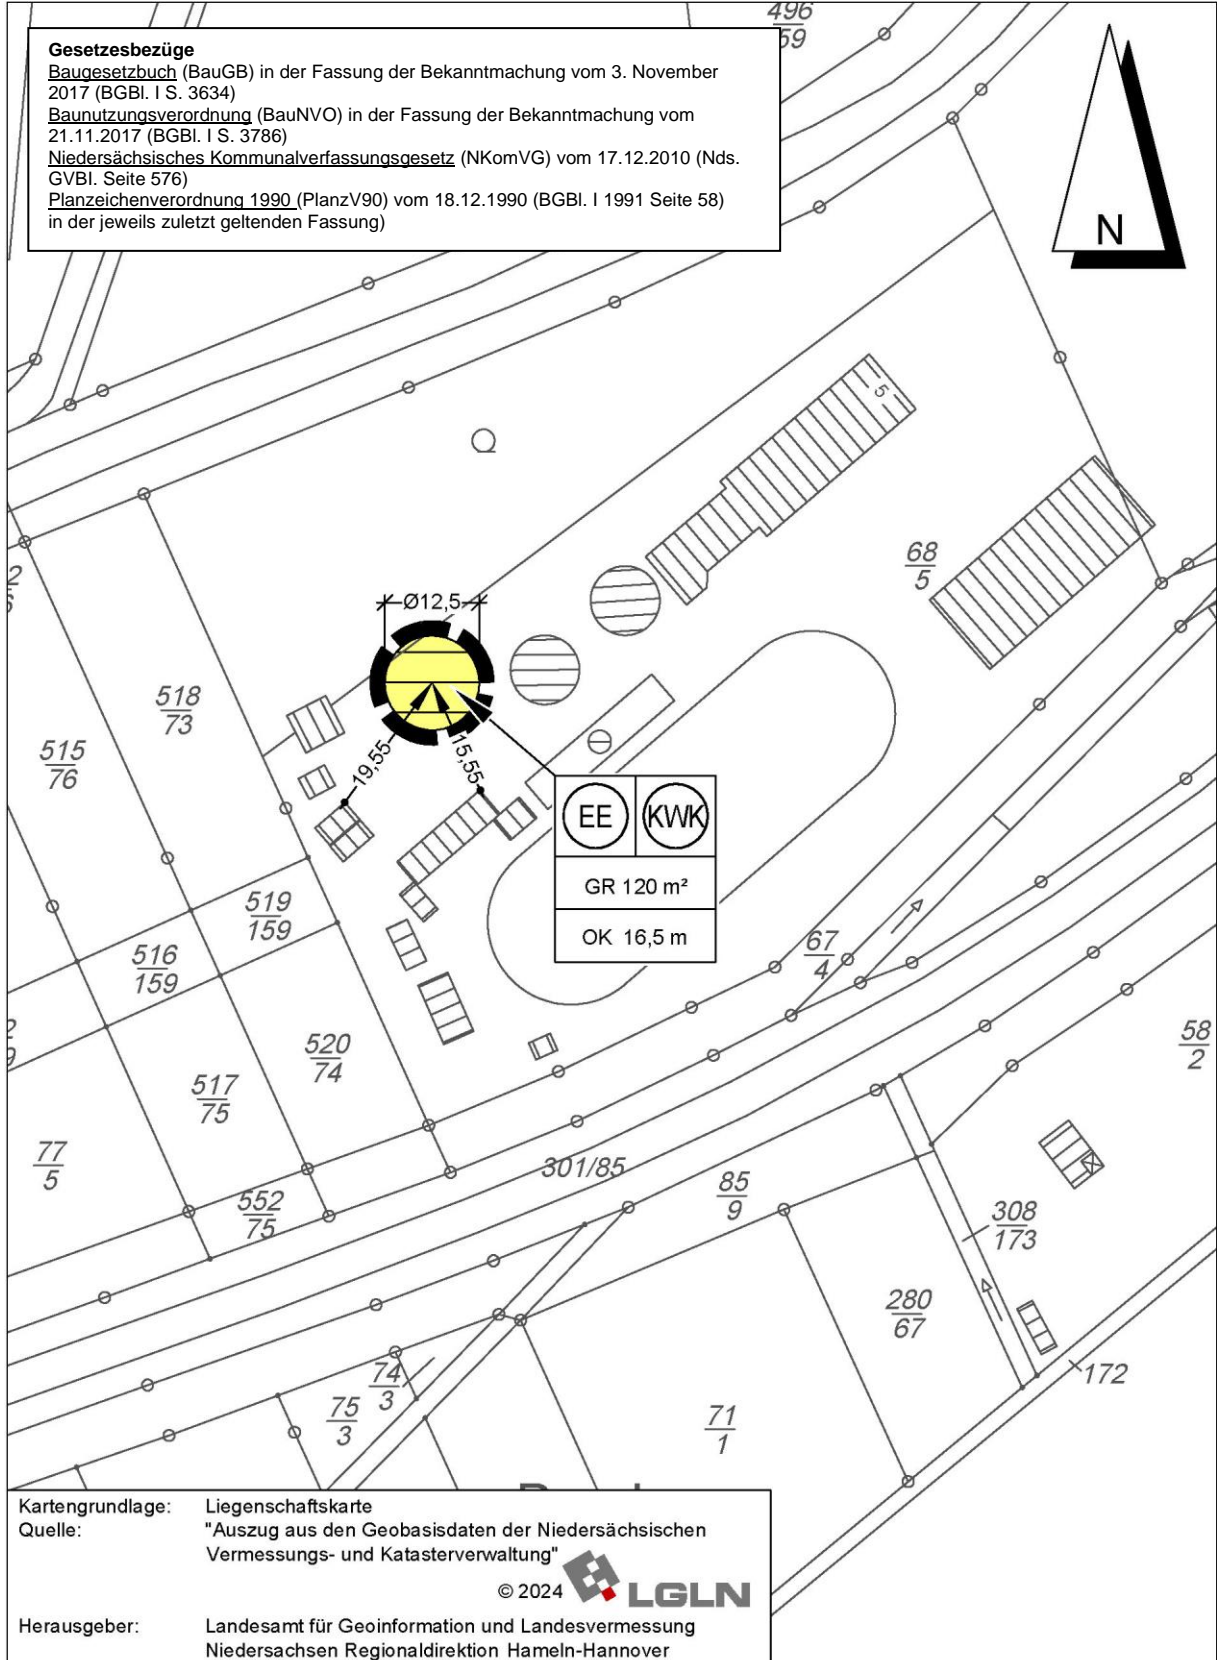 496
59
Gesetzesbezüge
Baugesetzbuch (BauGB) in der Fassung der Bekanntmachung vom 3. November
2017 (BGBl. I S. 3634)
Baunutzungsverordnung (BauNVO) in der Fassung der Bekanntmachung vom
21.11.2017 (BGBl. I S. 3786)
Niedersächsisches Kommunalverfassungsgesetz (NKomVG) vom 17.12.2010 (Nds.
GVBl. Seite 576)
Planzeichenverordnung 1990 (PlanzV90) vom 18.12.1990 (BGBl. I 1991 Seite 58)
in der jeweils zuletzt geltenden Fassung)
N
5
68
5
Ø12,5
518
73
515
76
19,55
15,55
EE KWK
GR 120 m²
OK 16,5 m
519
159
516
159
67
4
520
74
58
2
517
75
77
5
301/85
85
9
552
75
308
173
280
67
172
74
3
75
3
71
1
Kartengrundlage: Liegenschaftskarte
Quelle: "Auszug aus den Geobasisdaten der Niedersächsischen
Vermessungs- und Katasterverwaltung"
© 2024 LGLN
Herausgeber: Landesamt für Geoinformation und Landesvermessung
Niedersachsen Regionaldirektion Hameln-Hannover